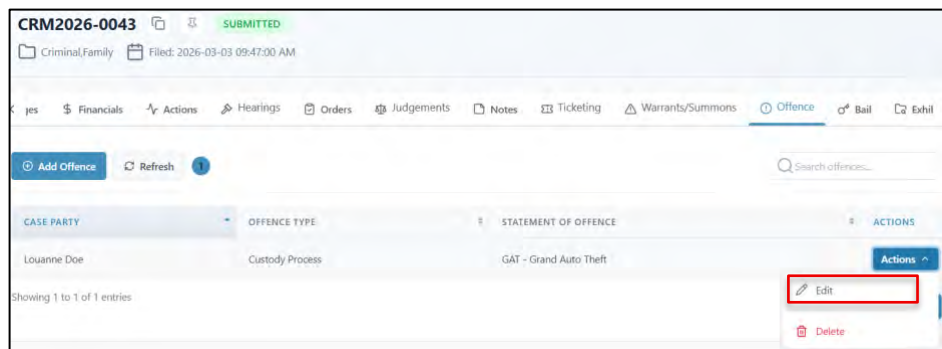 CRM2026-0043 SUBMITTED
Criminal,Family Filed: 2026-03-03 09:47:00 AM
jes $ Financials Actions Hearings Orders Judgements Notes Ticketing Warrants/Summons Offence Bail Exhil
Add Offence Refresh 1 Search offences...
CASE PARTY OFFENCE TYPE STATEMENT OF OFFENCE ACTIONS
Louanne Doe Custody Process GAT - Grand Auto Theft Actions
Showing 1 to 1 of 1 entries
Edit
Delete